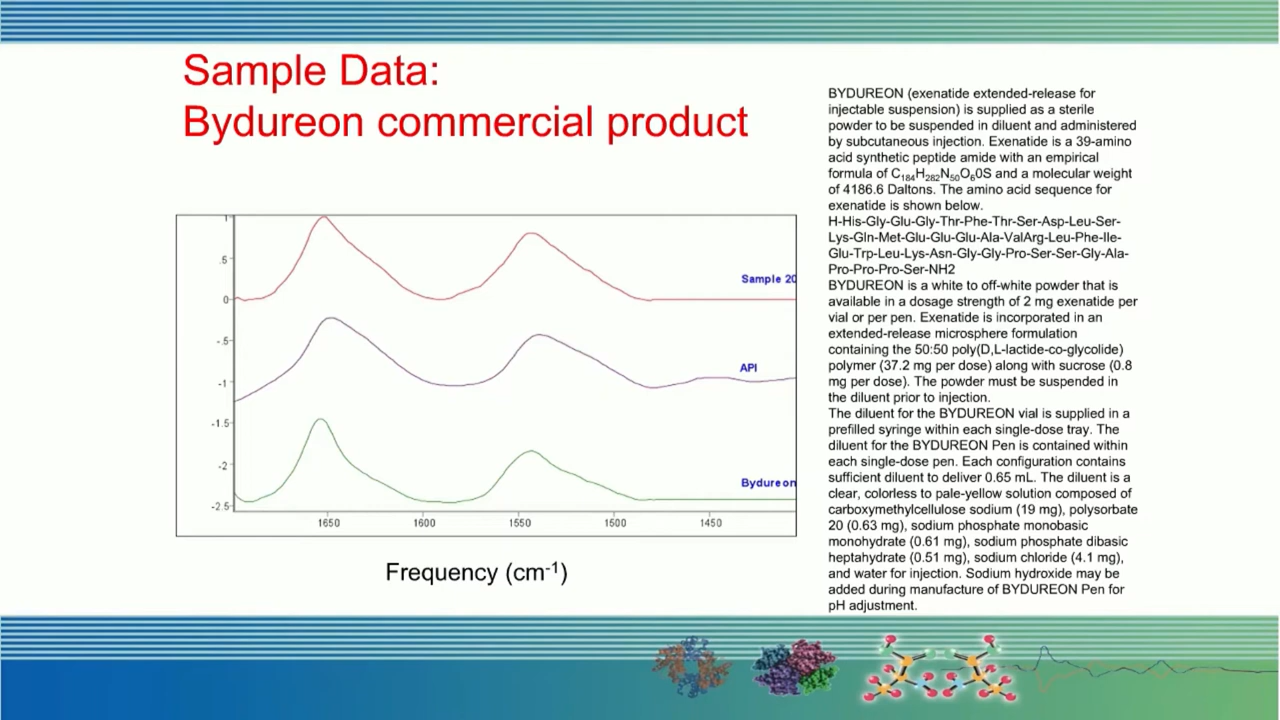 Sample Data:
Bydureon commercial product
BYDUREON (exenatide extended-release for
injectable suspension) is supplied as a sterile
powder to be suspended in diluent and administered
by subcutaneous injection. Exenatide is a 39-amino
acid synthetic peptide amide with an empirical
formula of C₁₈₄H₂₈₂N₅₀O₆0S and a molecular weight
of 4186.6 Daltons. The amino acid sequence for
exenatide is shown below.
H-His-Gly-Glu-Gly-Thr-Phe-Thr-Ser-Asp-Leu-Ser-
Lys-Gln-Met-Glu-Glu-Glu-Ala-ValArg-Leu-Phe-Ile-
Glu-Trp-Leu-Lys-Asn-Gly-Gly-Pro-Ser-Ser-Gly-Ala-
Pro-Pro-Pro-Ser-NH2
BYDUREON is a white to off-white powder that is
available in a dosage strength of 2 mg exenatide per
vial or per pen. Exenatide is incorporated in an
extended-release microsphere formulation
containing the 50:50 poly(D,L-lactide-co-glycolide)
polymer (37.2 mg per dose) along with sucrose (0.8
mg per dose). The powder must be suspended in
the diluent prior to injection.
The diluent for the BYDUREON vial is supplied in a
prefilled syringe within each single-dose tray. The
diluent for the BYDUREON Pen is contained within
each single-dose pen. Each configuration contains
sufficient diluent to deliver 0.65 mL. The diluent is a
clear, colorless to pale-yellow solution composed of
carboxymethylcellulose sodium (19 mg), polysorbate
20 (0.63 mg), sodium phosphate monobasic
monohydrate (0.61 mg), sodium phosphate dibasic
heptahydrate (0.51 mg), sodium chloride (4.1 mg),
and water for injection. Sodium hydroxide may be
added during manufacture of BYDUREON Pen for
pH adjustment.
1
.5
Sample 20
0
-.5
API
-1
-1.5
-2
Bydureon
-2.5
1650 1600 1550 1500 1450
Frequency (cm⁻¹)